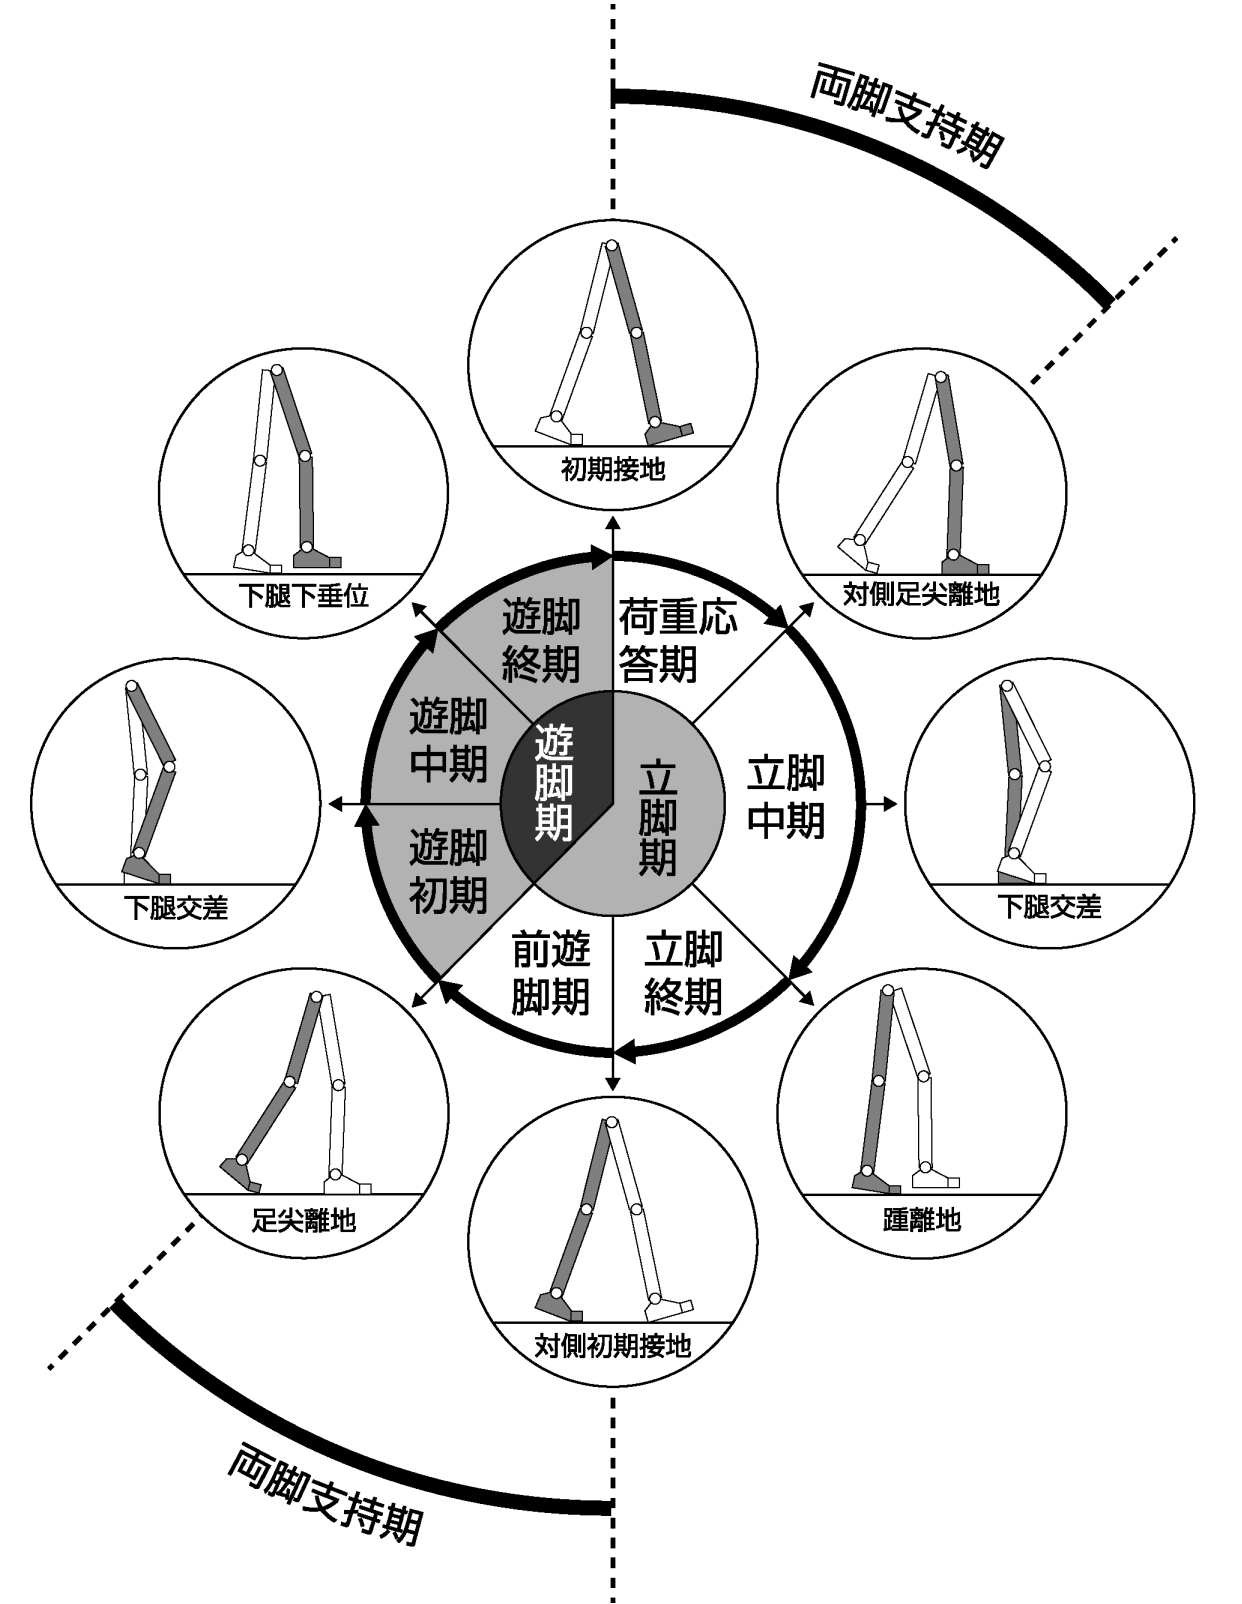 両脚支持期
初期接地
対側足尖離地
下腿交差
踵離地
対側初期接地
足尖離地
下腿交差
下腿下垂位
荷重応
答期
立脚
中期
立脚
終期
前遊
脚期
遊脚
初期
遊脚
中期
遊脚
終期
遊脚期
立脚期
両脚支持期